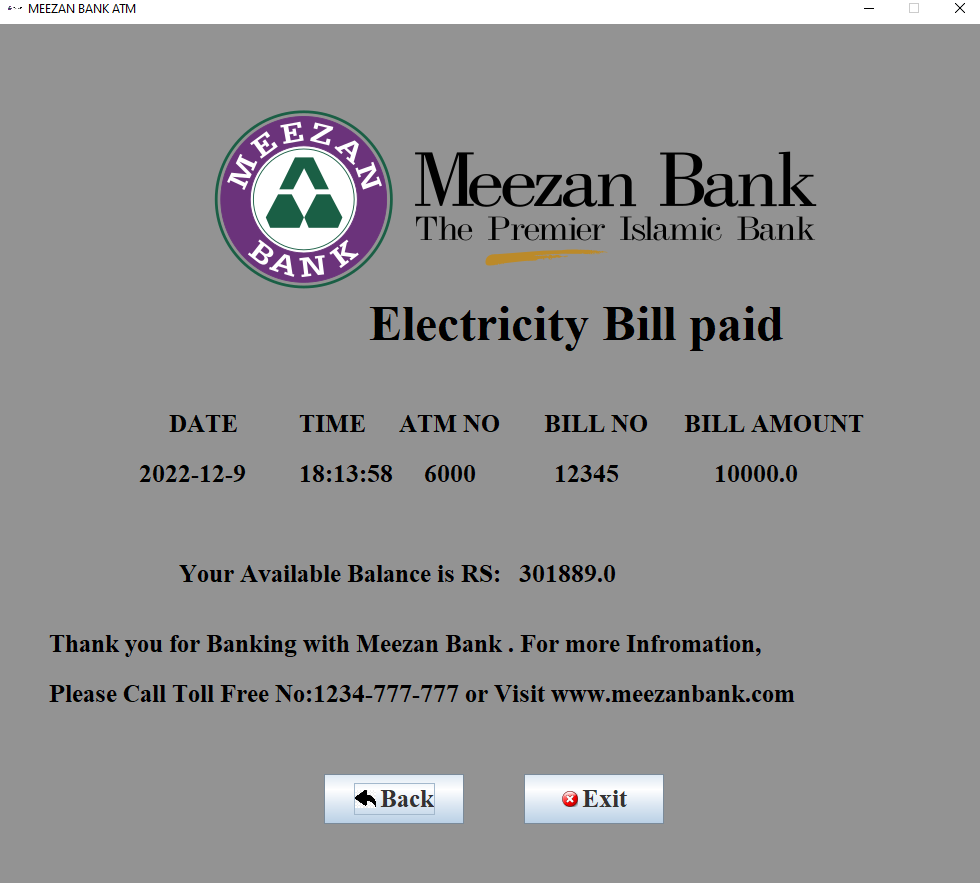 MEEZAN BANK ATM
MEEZAN
BANK
Meezan Bank
The Premier Islamic Bank
Electricity Bill paid
DATE TIME ATM NO BILL NO BILL AMOUNT
2022-12-9 18:13:58 6000 12345 10000.0
Your Available Balance is RS: 301889.0
Thank you for Banking with Meezan Bank . For more Infromation,
Please Call Toll Free No:1234-777-777 or Visit www.meezanbank.com
Back Exit